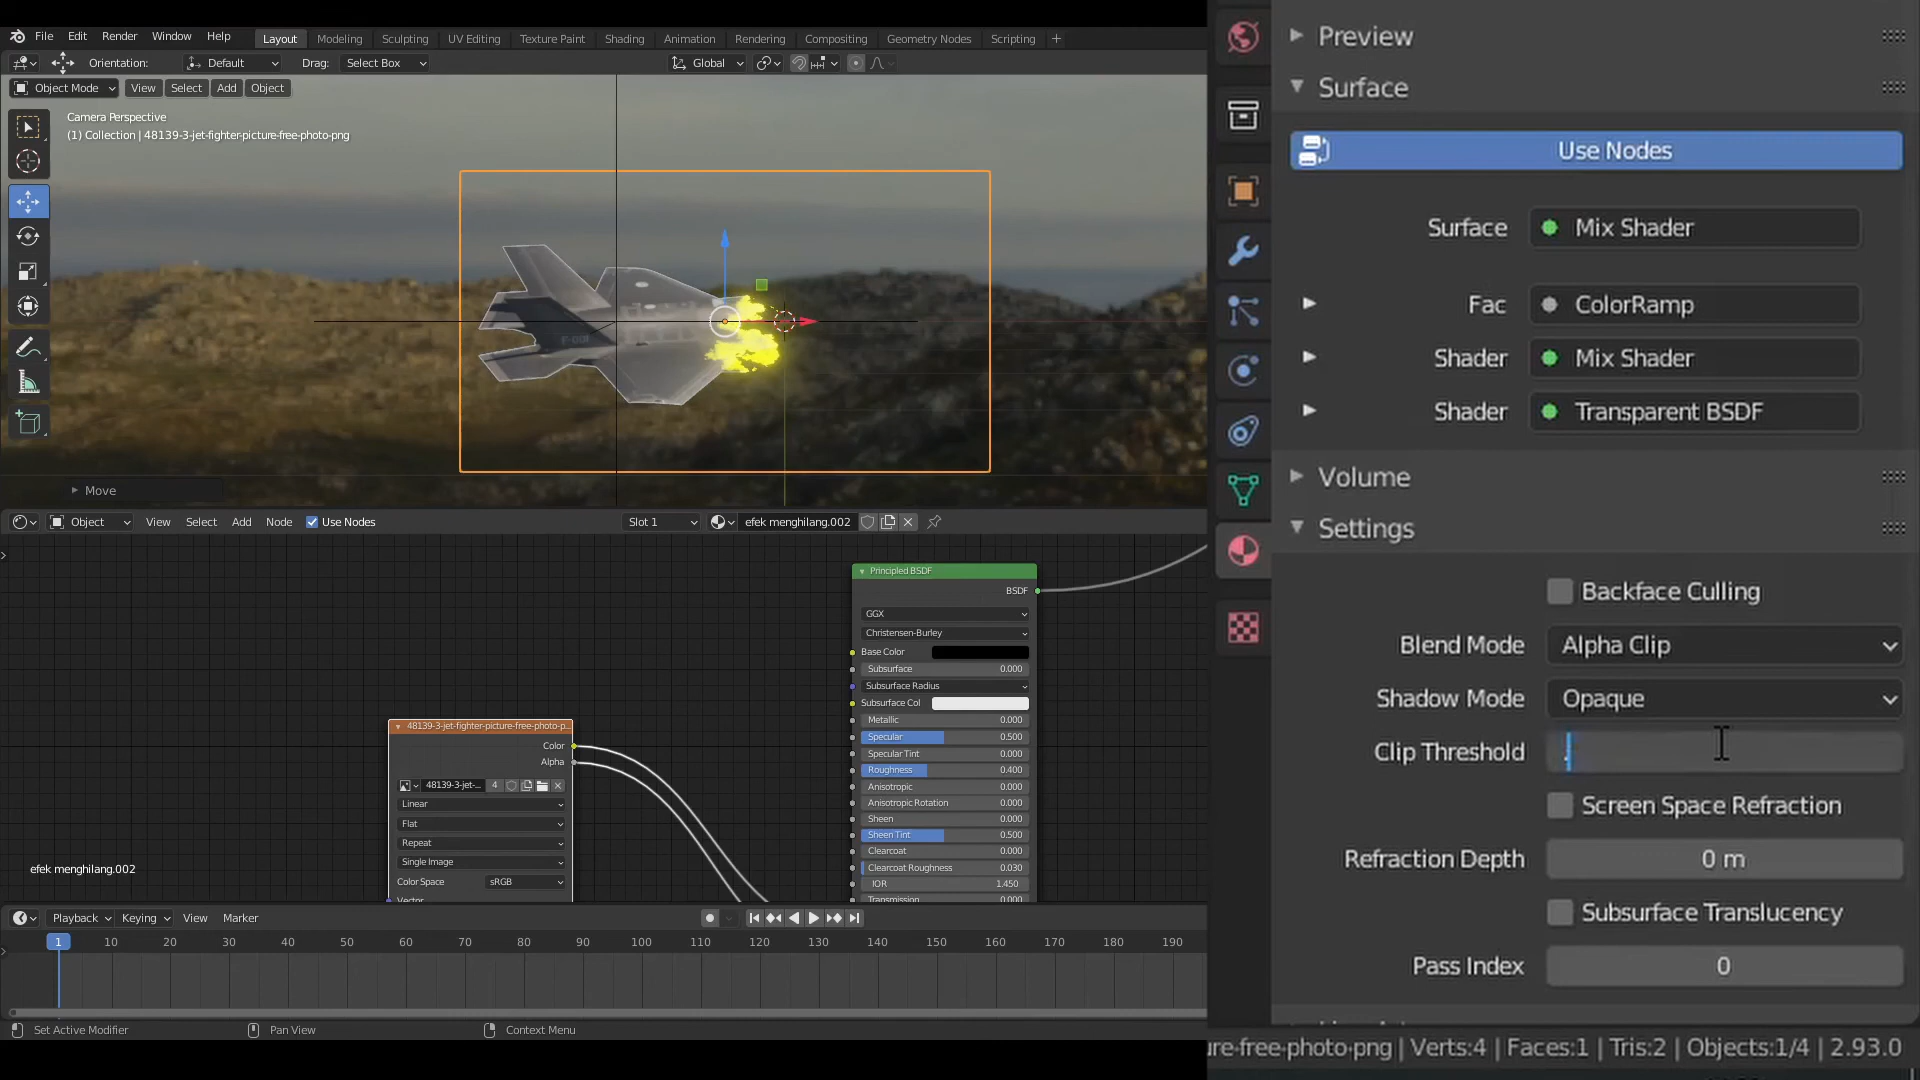 File Edit Render Window Help Layout Modeling Sculpting UV Editing Texture Paint Shading Animation Rendering Compositing Geometry Nodes Scripting +
Orientation: Default Drag: Select Box Global
Object Mode View Select Add Object
Camera Perspective
(1) Collection | 48139-3-jet-fighter-picture-free-photo-png
Move
Object View Select Add Node Use Nodes Slot 1 efek menghilang.002
Principled BSDF
BSDF
GGX
Christensen-Burley
Base Color
Subsurface 0.000
Subsurface Radius
Subsurface Col
Metallic 0.000
Specular 0.500
Specular Tint 0.000
Roughness 0.400
Anisotropic 0.000
Anisotropic Rotation 0.000
Sheen 0.000
Sheen Tint 0.500
Clearcoat 0.000
Clearcoat Roughness 0.030
IOR 1.450
Transmission 0.000
48139-3-jet-fighter-picture-free-photo-p...
Color
Alpha
48139-3-jet-... 4
Linear
Flat
Repeat
Single Image
Color Space sRGB
Vector
efek menghilang.002
Playback Keying View Marker
1 10 20 30 40 50 60 70 80 90 100 110 120 130 140 150 160 170 180 190
Set Active Modifier Pan View Context Menu
Preview
Surface
Use Nodes
Surface Mix Shader
Fac ColorRamp
Shader Mix Shader
Shader Transparent BSDF
Volume
Settings
Backface Culling
Blend Mode Alpha Clip
Shadow Mode Opaque
Clip Threshold .
Screen Space Refraction
Refraction Depth 0 m
Subsurface Translucency
Pass Index 0
ure-free-photo-png | Verts:4 | Faces:1 | Tris:2 | Objects:1/4 | 2.93.0